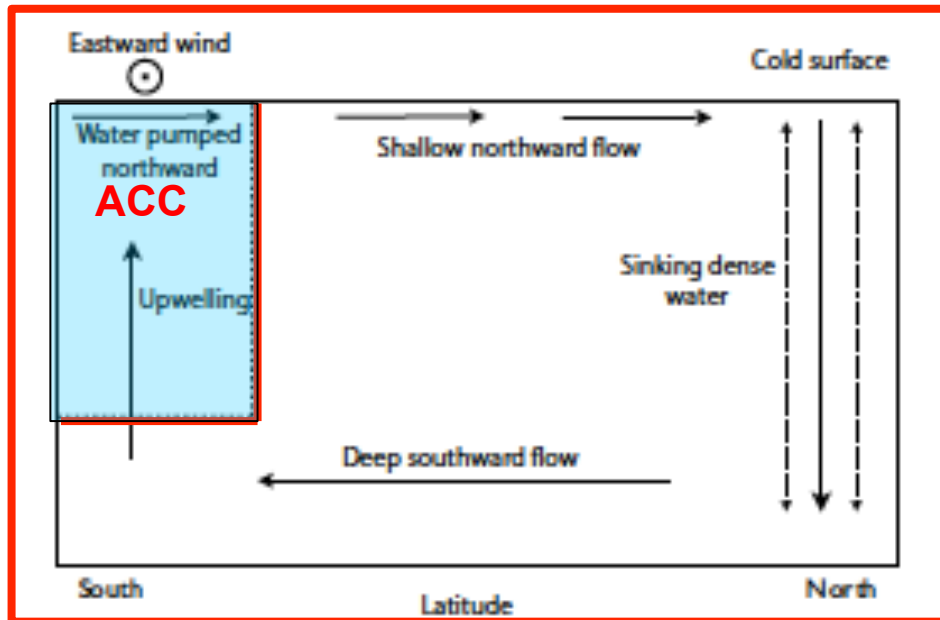 Eastward wind
Cold surface
Water pumped
northward
Shallow northward flow
ACC
Sinking dense
water
Upwelling
Deep southward flow
South
North
Latitude